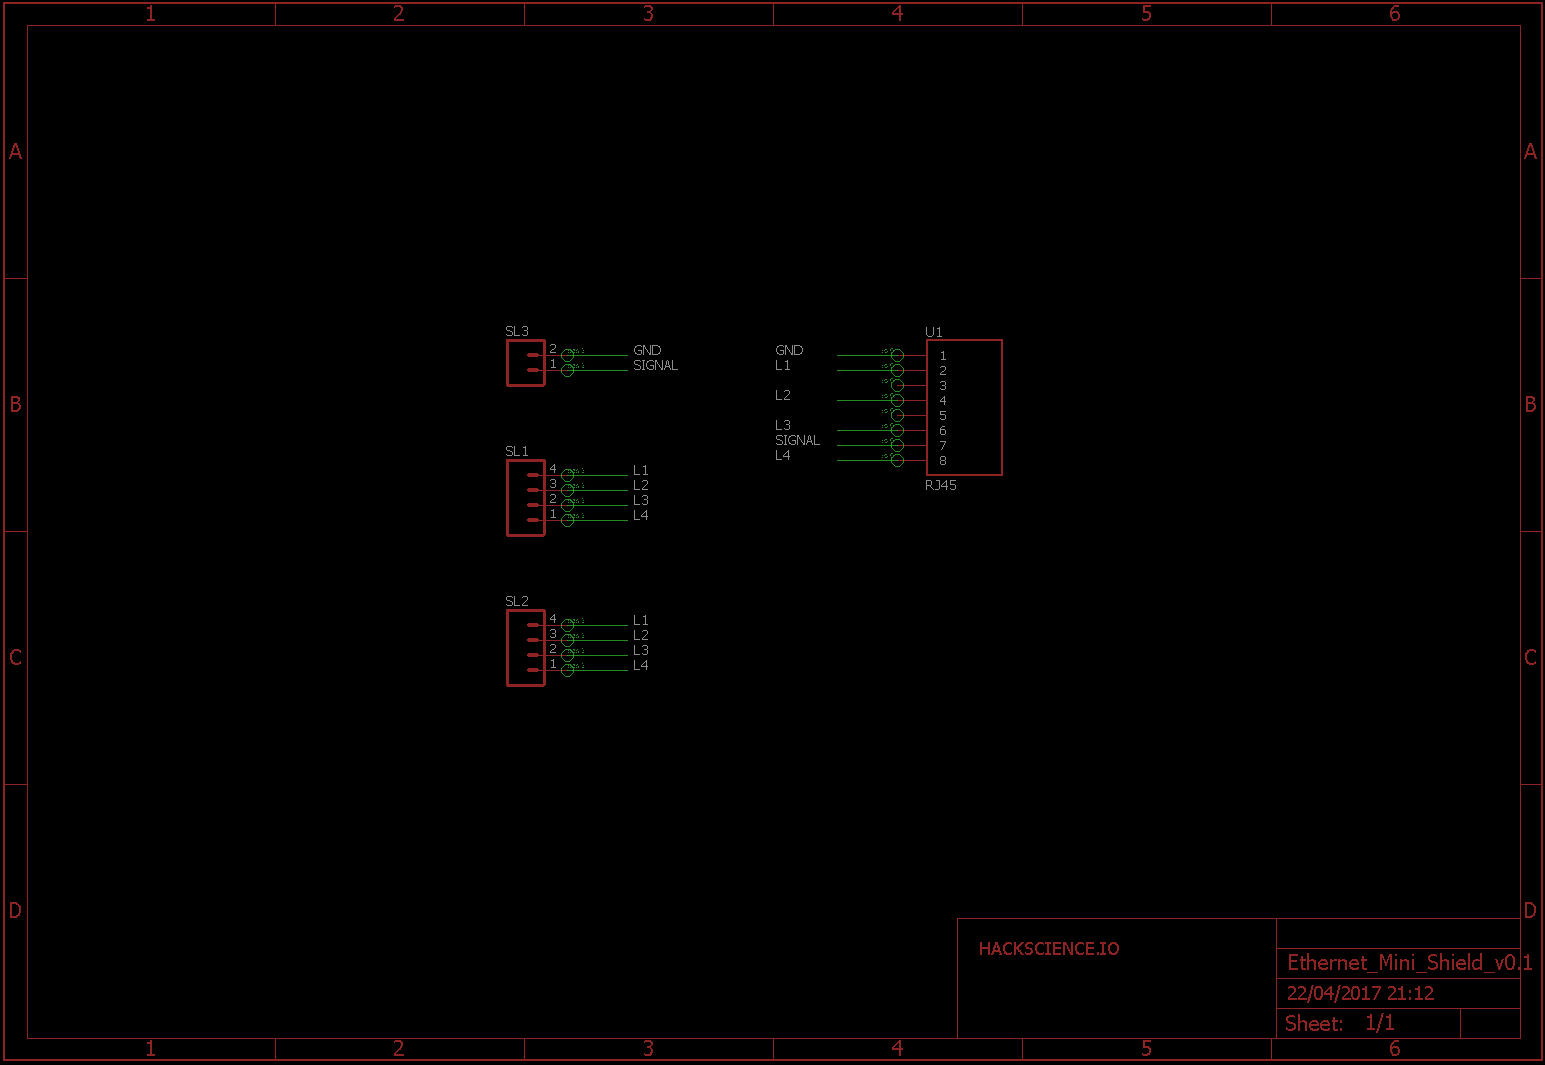 1 2 3 4 5 6
A A
B B
C C
D D
SL3
2 GND
1 SIGNAL
SL1
4 L1
3 L2
2 L3
1 L4
SL2
4 L1
3 L2
2 L3
1 L4
U1
GND 1
L1 2
3
L2 4
5
L3 6
SIGNAL 7
L4 8
RJ45
HACKSCIENCE.IO
Ethernet_Mini_Shield_v0.1
22/04/2017 21:12
Sheet: 1/1
1 2 3 4 5 6